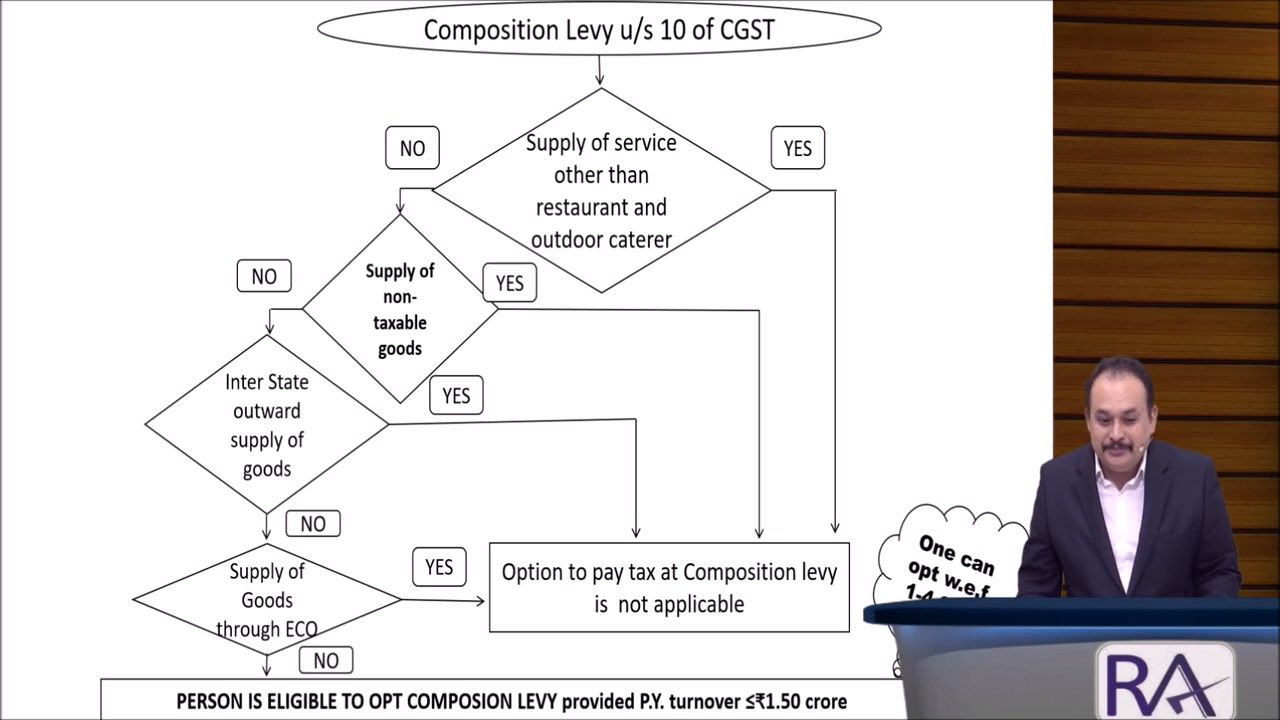 Composition Levy u/s 10 of CGST
NO
Supply of service
other than
restaurant and
outdoor caterer
YES
NO
Supply of
non-
taxable
goods
YES
Inter State
outward
supply of
goods
YES
NO
Supply of
Goods
through ECO
YES
Option to pay tax at Composition levy
is not applicable
One can
opt w.e.f
NO
PERSON IS ELIGIBLE TO OPT COMPOSION LEVY provided P.Y. turnover ≤₹1.50 crore
RA